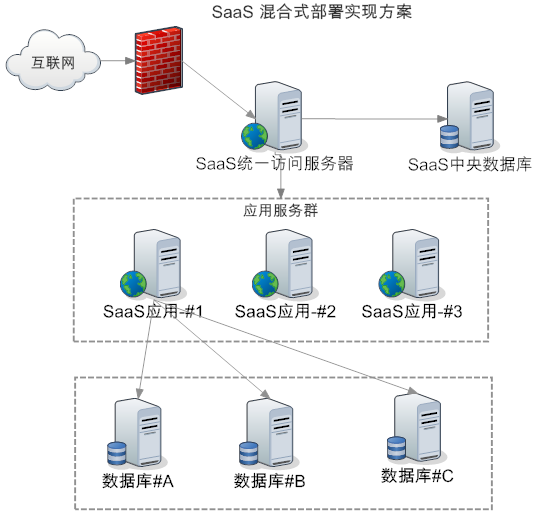 SaaS 混合式部署实现方案
互联网
SaaS统一访问服务器
SaaS中央数据库
应用服务群
SaaS应用-#1
SaaS应用-#2
SaaS应用-#3
数据库#A
数据库#B
数据库#C